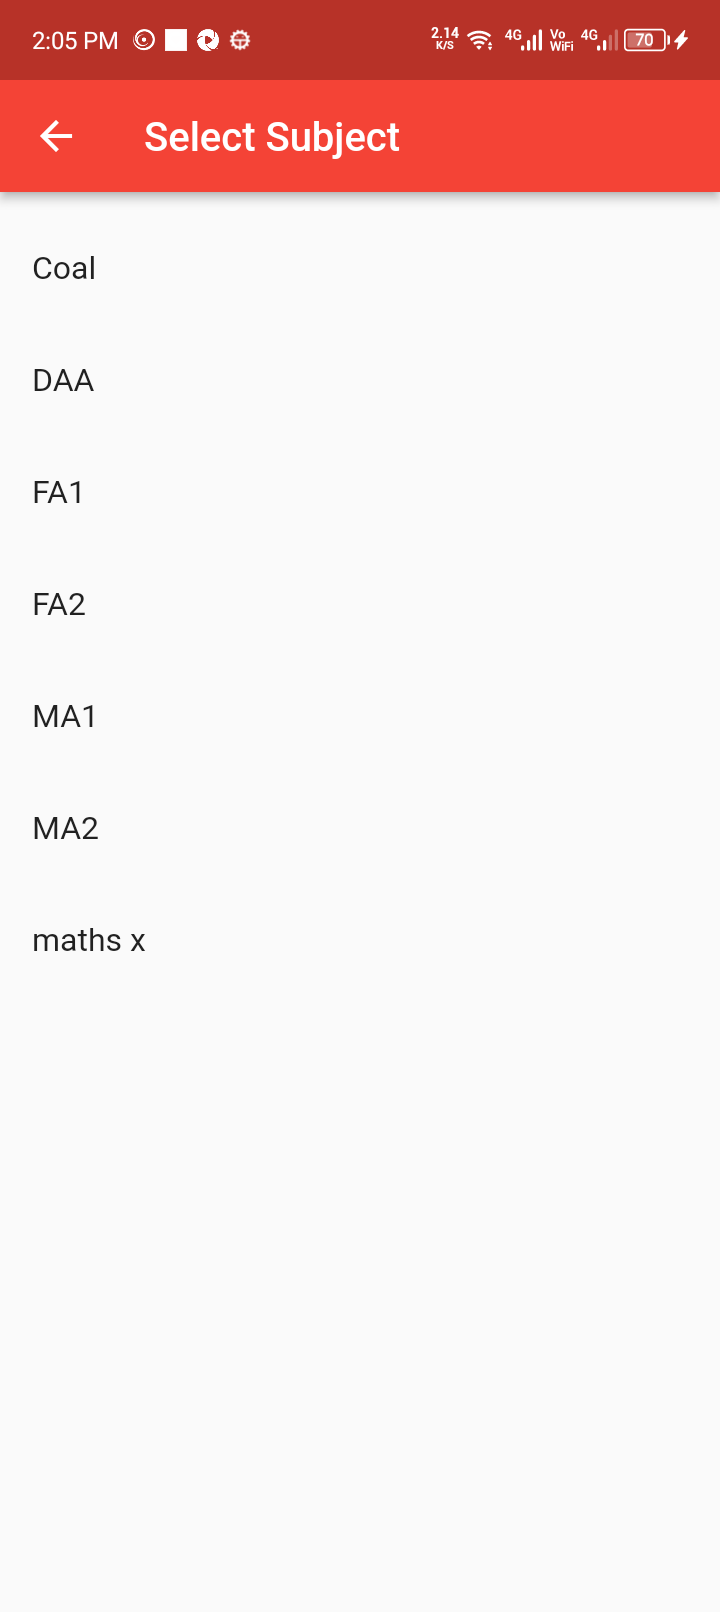 2:05 PM 2.14 K/S 4G Vo WiFi 4G 70
Select Subject
Coal
DAA
FA1
FA2
MA1
MA2
maths x